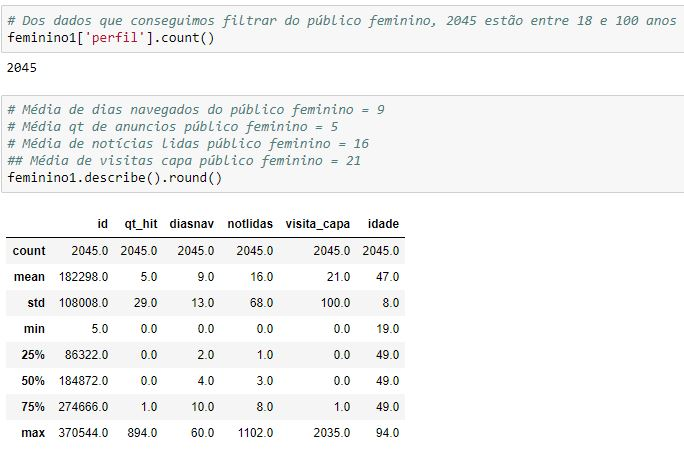 # Dos dados que conseguimos filtrar do público feminino, 2045 estão entre 18 e 100 anos
feminino1['perfil'].count()
2045
# Média de dias navegados do público feminino = 9
# Média qt de anuncios público feminino = 5
# Média de notícias lidas público feminino = 16
## Média de visitas capa público feminino = 21
feminino1.describe().round()
id qt_hit diasnav notlidas visita_capa idade
count 2045.0 2045.0 2045.0 2045.0 2045.0 2045.0
mean 182298.0 5.0 9.0 16.0 21.0 47.0
std 108008.0 29.0 13.0 68.0 100.0 8.0
min 5.0 0.0 0.0 0.0 0.0 19.0
25% 86322.0 0.0 2.0 1.0 0.0 49.0
50% 184872.0 0.0 4.0 3.0 0.0 49.0
75% 274666.0 1.0 10.0 8.0 1.0 49.0
max 370544.0 894.0 60.0 1102.0 2035.0 94.0